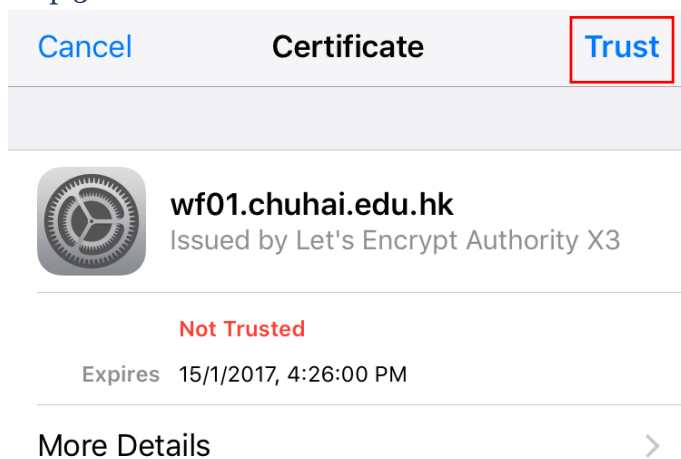 Cancel Certificate Trust
wf01.chuhai.edu.hk
Issued by Let's Encrypt Authority X3
Not Trusted
Expires 15/1/2017, 4:26:00 PM
More Details